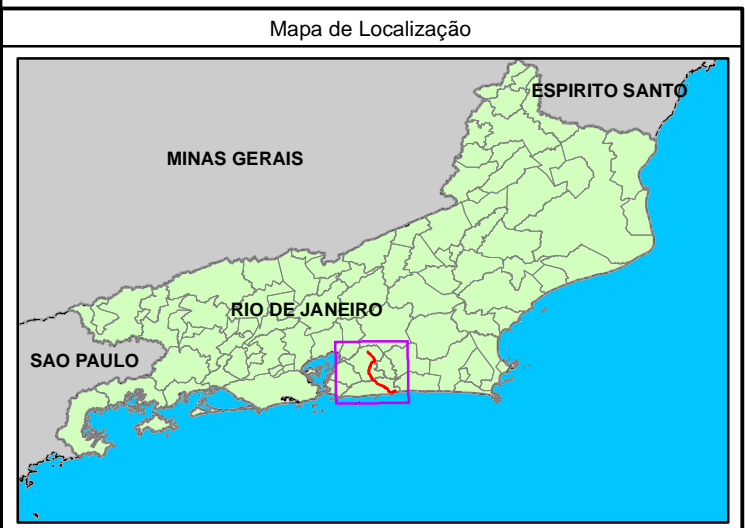 Mapa de Localização
ESPIRITO SANTO
MINAS GERAIS
RIO DE JANEIRO
SAO PAULO